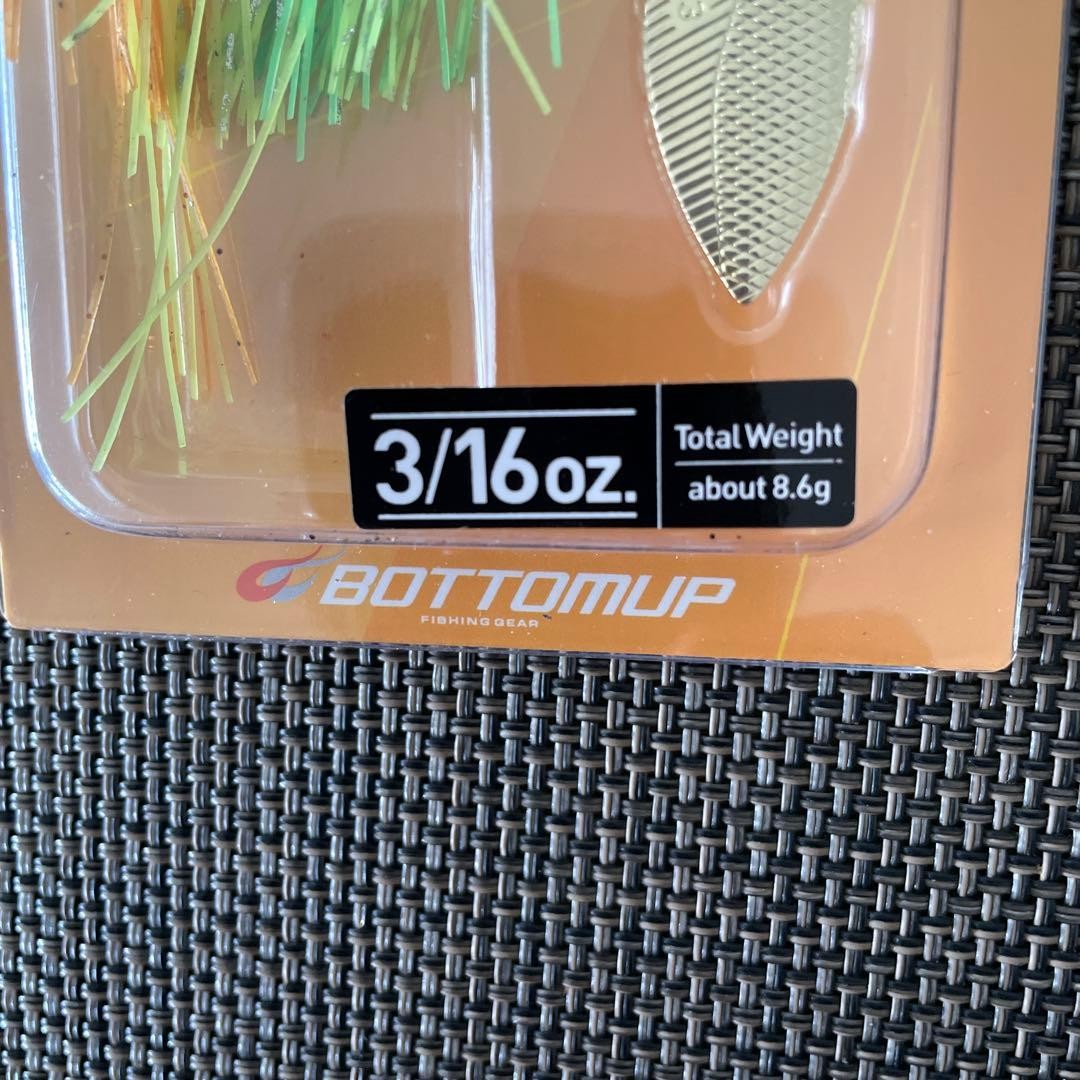 3/16oz.
Total Weight
about 8.6g
BOTTOMUP
FISHING GEAR